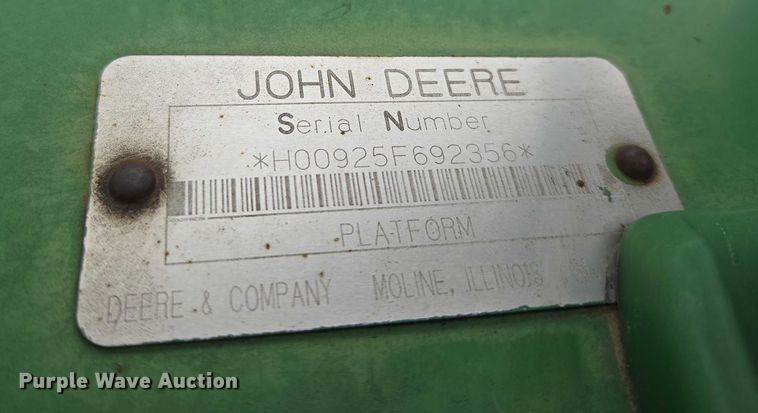 JOHN DEERE
Serial Number
*H00925F692356*
PLATFORM
DEERE & COMPANY MOLINE, ILLINOIS
Purple Wave Auction